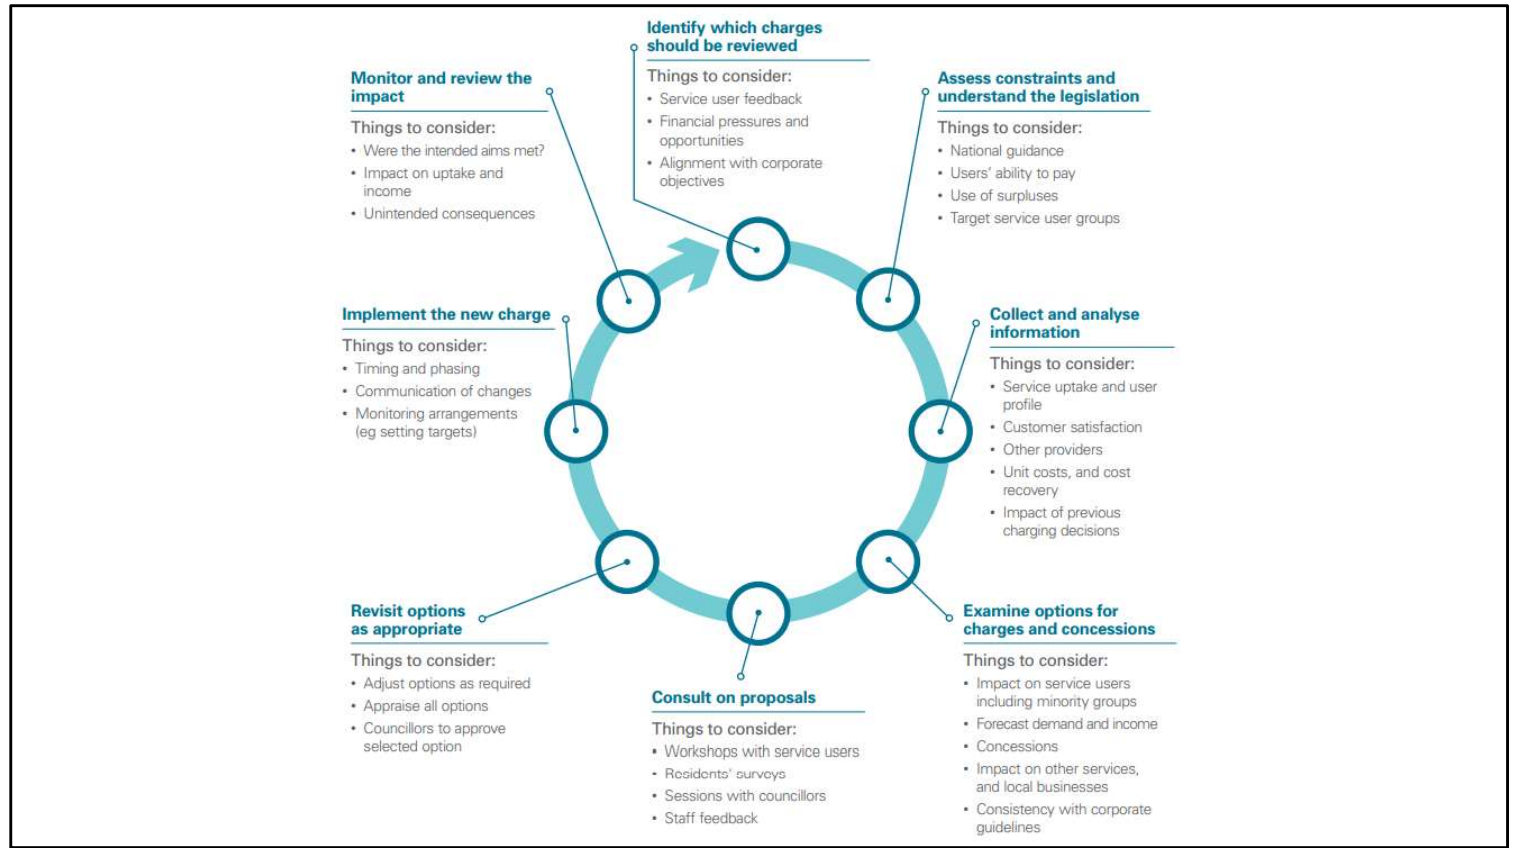 Identify which charges
should be reviewed
Things to consider:
• Service user feedback
• Financial pressures and
opportunities
• Alignment with corporate
objectives
Assess constraints and
understand the legislation
Things to consider:
• National guidance
• Users’ ability to pay
• Use of surpluses
• Target service user groups
Collect and analyse
information
Things to consider:
• Service uptake and user
profile
• Customer satisfaction
• Other providers
• Unit costs, and cost
recovery
• Impact of previous
charging decisions
Examine options for
charges and concessions
Things to consider:
• Impact on service users
including minority groups
• Forecast demand and income
• Concessions
• Impact on other services,
and local businesses
• Consistency with corporate
guidelines
Consult on proposals
Things to consider:
• Workshops with service users
• Residents’ surveys
• Sessions with councillors
• Staff feedback
Revisit options
as appropriate
Things to consider:
• Adjust options as required
• Appraise all options
• Councillors to approve
selected option
Implement the new charge
Things to consider:
• Timing and phasing
• Communication of changes
• Monitoring arrangements
(eg setting targets)
Monitor and review the
impact
Things to consider:
• Were the intended aims met?
• Impact on uptake and
income
• Unintended consequences